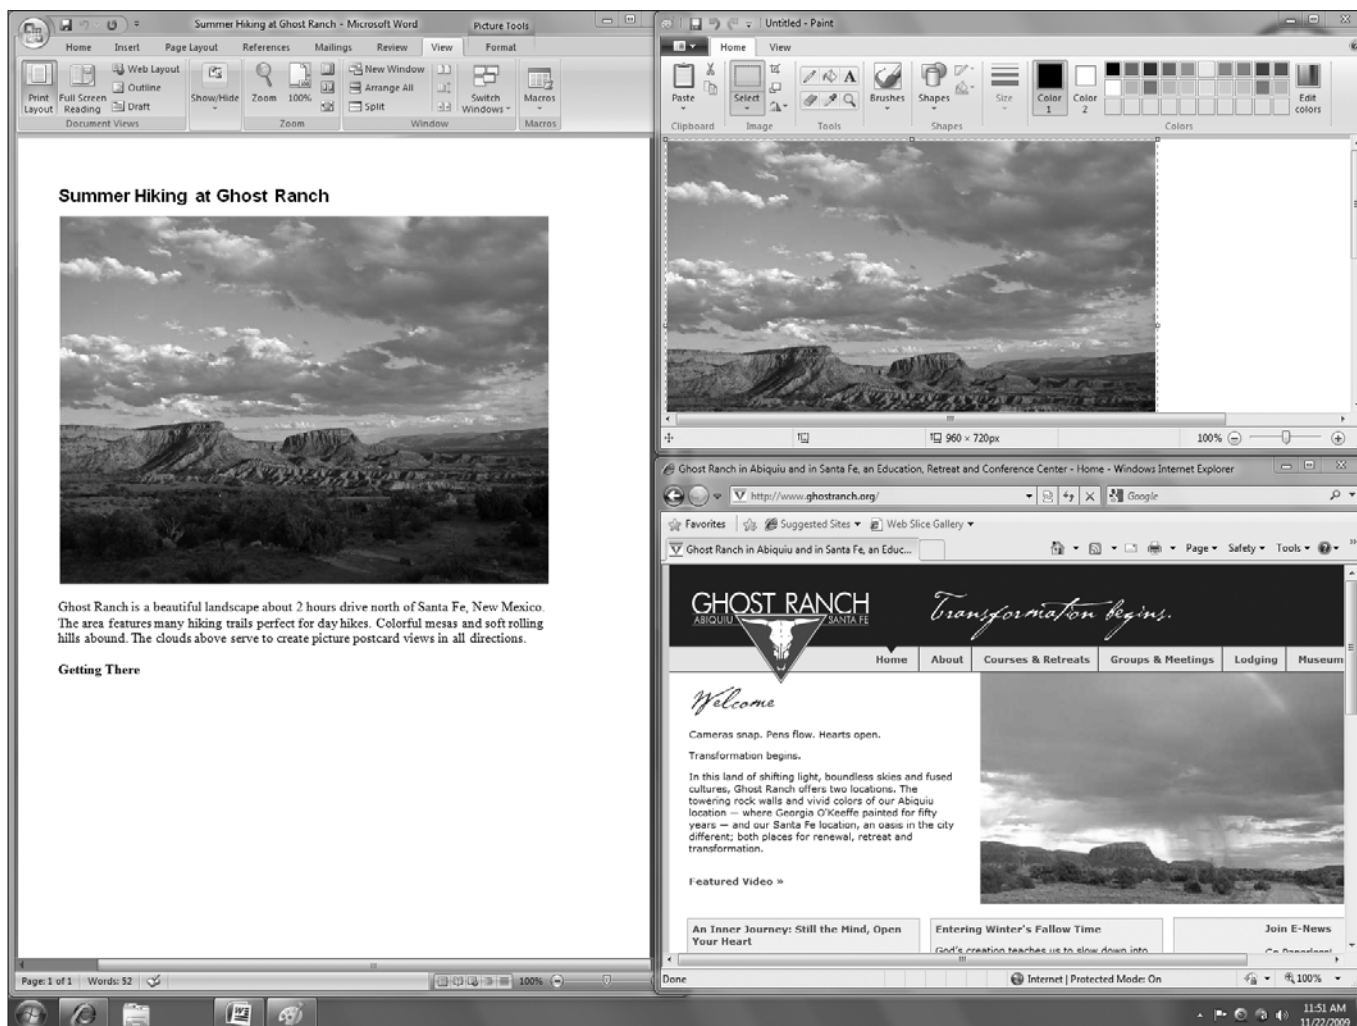 Summer Hiking at Ghost Ranch - Microsoft Word
Picture Tools
Home Insert Page Layout References Mailings Review View Format
Print Layout
Full Screen Reading
Web Layout
Outline
Draft
Document Views
Show/Hide
Zoom
100%
Zoom
New Window
Arrange All
Split
Switch Windows
Window
Macros
Macros
Summer Hiking at Ghost Ranch
Ghost Ranch is a beautiful landscape about 2 hours drive north of Santa Fe, New Mexico.
The area features many hiking trails perfect for day hikes. Colorful mesas and soft rolling
hills abound. The clouds above serve to create picture postcard views in all directions.
Getting There
Page: 1 of 1 Words: 52 100%
Untitled - Paint
Home View
Paste
Clipboard
Select
Image
A
Tools
Brushes
Shapes
Shapes
Size
Color 1
Color 2
Edit colors
Colors
960 × 720px 100%
Ghost Ranch in Abiquiu and in Santa Fe, an Education, Retreat and Conference Center - Home - Windows Internet Explorer
http://www.ghostranch.org/ Google
Favorites Suggested Sites Web Slice Gallery
Ghost Ranch in Abiquiu and in Santa Fe, an Educ... Page Safety Tools
GHOST RANCH
ABIQUIU SANTA FE
Transformation begins.
Home About Courses & Retreats Groups & Meetings Lodging Museum
Welcome
Cameras snap. Pens flow. Hearts open.
Transformation begins.
In this land of shifting light, boundless skies and fused
cultures, Ghost Ranch offers two locations. The
towering rock walls and vivid colors of our Abiquiu
location — where Georgia O'Keeffe painted for fifty
years — and our Santa Fe location, an oasis in the city
different; both places for renewal, retreat and
transformation.
Featured Video »
An Inner Journey: Still the Mind, Open
Your Heart
Entering Winter's Fallow Time
God's creation teaches us to slow down into
Join E-News
Done Internet | Protected Mode: On 100%
11:51 AM
11/22/2009